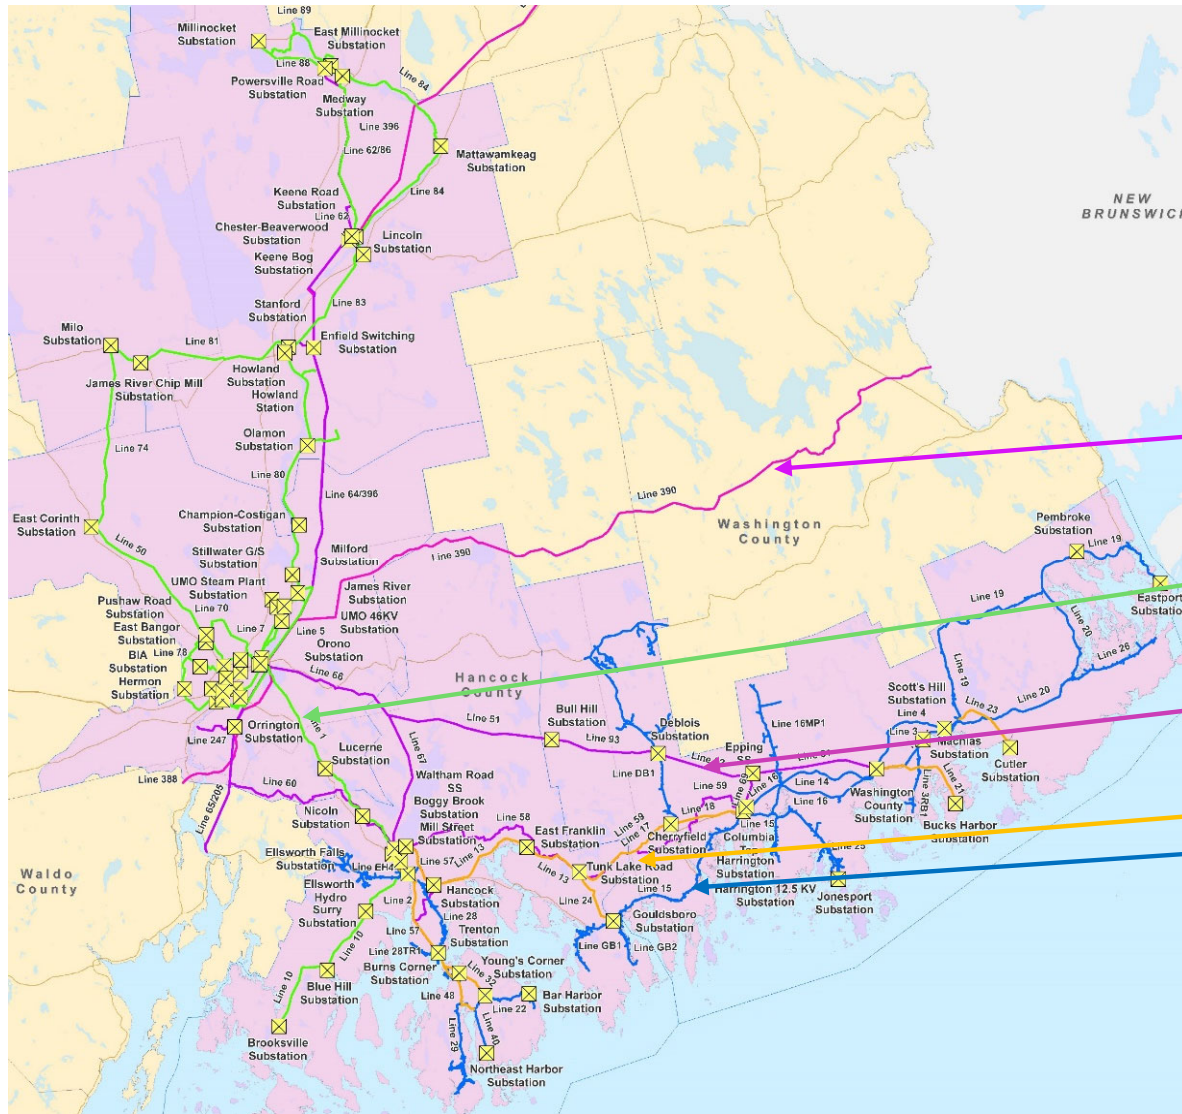 Line 89
Millinocket
Substation
East Millinocket
Substation
Line 88
Powersville Road
Substation
Line 84
Medway
Substation
Line 396
Line 62/86
Mattawamkeag
Substation
Line 84
Keene Road
Substation
Line 62
Chester-Beaverwood
Substation
Lincoln
Substation
Keene Bog
Substation
NEW
BRUNSWICK
Line 83
Stanford
Substation
Milo
Substation
Line 81
Enfield Switching
Substation
James River Chip Mill
Substation
Howland
Substation
Howland
Station
Olamon
Substation
Line 74
Line 80
Line 64/396
Line 390
East Corinth
Substation
Champion-Costigan
Substation
Washington
County
Pembroke
Substation
Line 19
Line 50
Stillwater G/S
Substation
Milford
Substation
Line 390
UMO Steam Plant
Substation
James River
Substation
Eastport
Substation
Pushaw Road
Substation
Line 70
UMO 46KV
Substation
Line 19
Line 20
East Bangor
Substation
Line 7
Line 5
Orono
Substation
BIA
Substation
Line 78
Line 26
Hermon
Substation
Line 66
Hancock
County
Scott's Hill
Substation
Line 19
Line 20
Line 51
Bull Hill
Substation
Line 16MP1
Line 4
Line 23
Orrington
Substation
Line 1
Deblois
Substation
Line 3
Machias
Substation
Line 247
Line 93
Epping
SS
Cutler
Substation
Lucerne
Substation
Line 67
Waltham Road
SS
Line DB1
Line 59
Line 69
Line 16
Line 14
Washington
County
Substation
Line 3RB1
Line 21
Line 388
Line 60
Boggy Brook
Substation
Line 65/205
Nicoln
Substation
Mill Street
Substation
Line 58
Line 59
Line 18
Line 16
Bucks Harbor
Substation
Line 17
Cherryfield
Substation
Line 15
Columbia
Tap
East Franklin
Substation
Line 25
Ellsworth Falls
Substation
Line EH4
Line 57
Line 13
Harrington
Substation
Waldo
County
Tunk Lake Road
Substation
Line 13
Line 15
Harrington 12.5 KV
Substation
Jonesport
Substation
Ellsworth
Hydro
Surry
Substation
Line 2
Hancock
Substation
Line 24
Line 28
Line 57
Trenton
Substation
Gouldsboro
Substation
Line 10
Line 28TR1
Line GB1
Line GB2
Burns Corner
Substation
Young's Corner
Substation
Line 10
Blue Hill
Substation
Line 32
Line 48
Line 22
Bar Harbor
Substation
Brooksville
Substation
Line 29
Line 40
Northeast Harbor
Substation